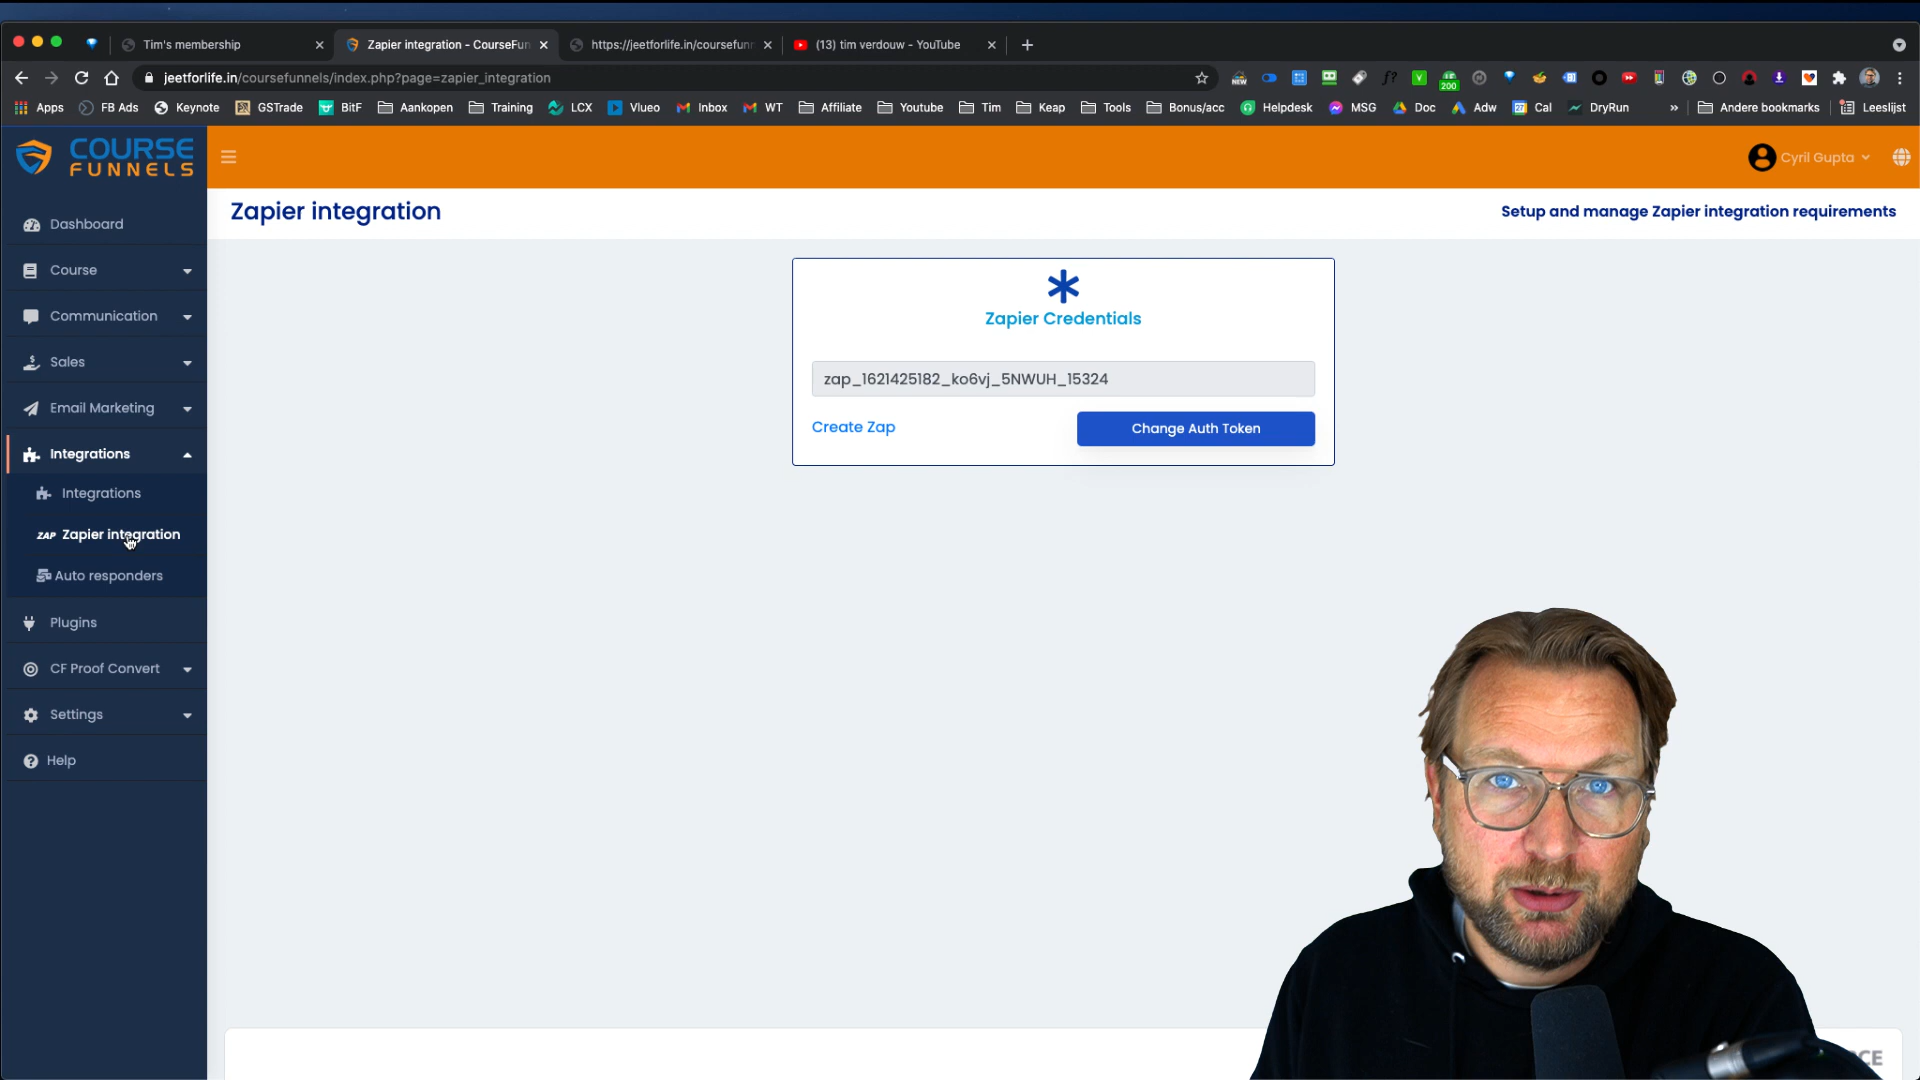 Tim's membership
Zapier integration - CourseFun
https://jeetforlife.in/coursefunn
(13) tim verdouw - YouTube
jeetforlife.in/coursefunnels/index.php?page=zapier_integration
NEW
f?
V
200
Apps
FB Ads
Keynote
GSTrade
BitF
Aankopen
Training
LCX
Vlueo
Inbox
WT
Affiliate
Youtube
Tim
Keap
Tools
Bonus/acc
Helpdesk
MSG
Doc
Adw
Cal
DryRun
»
Andere bookmarks
Leeslijst
COURSE
FUNNELS
Cyril Gupta
Zapier integration
Setup and manage Zapier integration requirements
Dashboard
Course
Communication
Sales
Email Marketing
Integrations
Integrations
ZAP Zapier integration
Auto responders
Plugins
CF Proof Convert
Settings
Help
Zapier Credentials
zap_1621425182_ko6vj_5NWUH_15324
Create Zap
Change Auth Token
CE